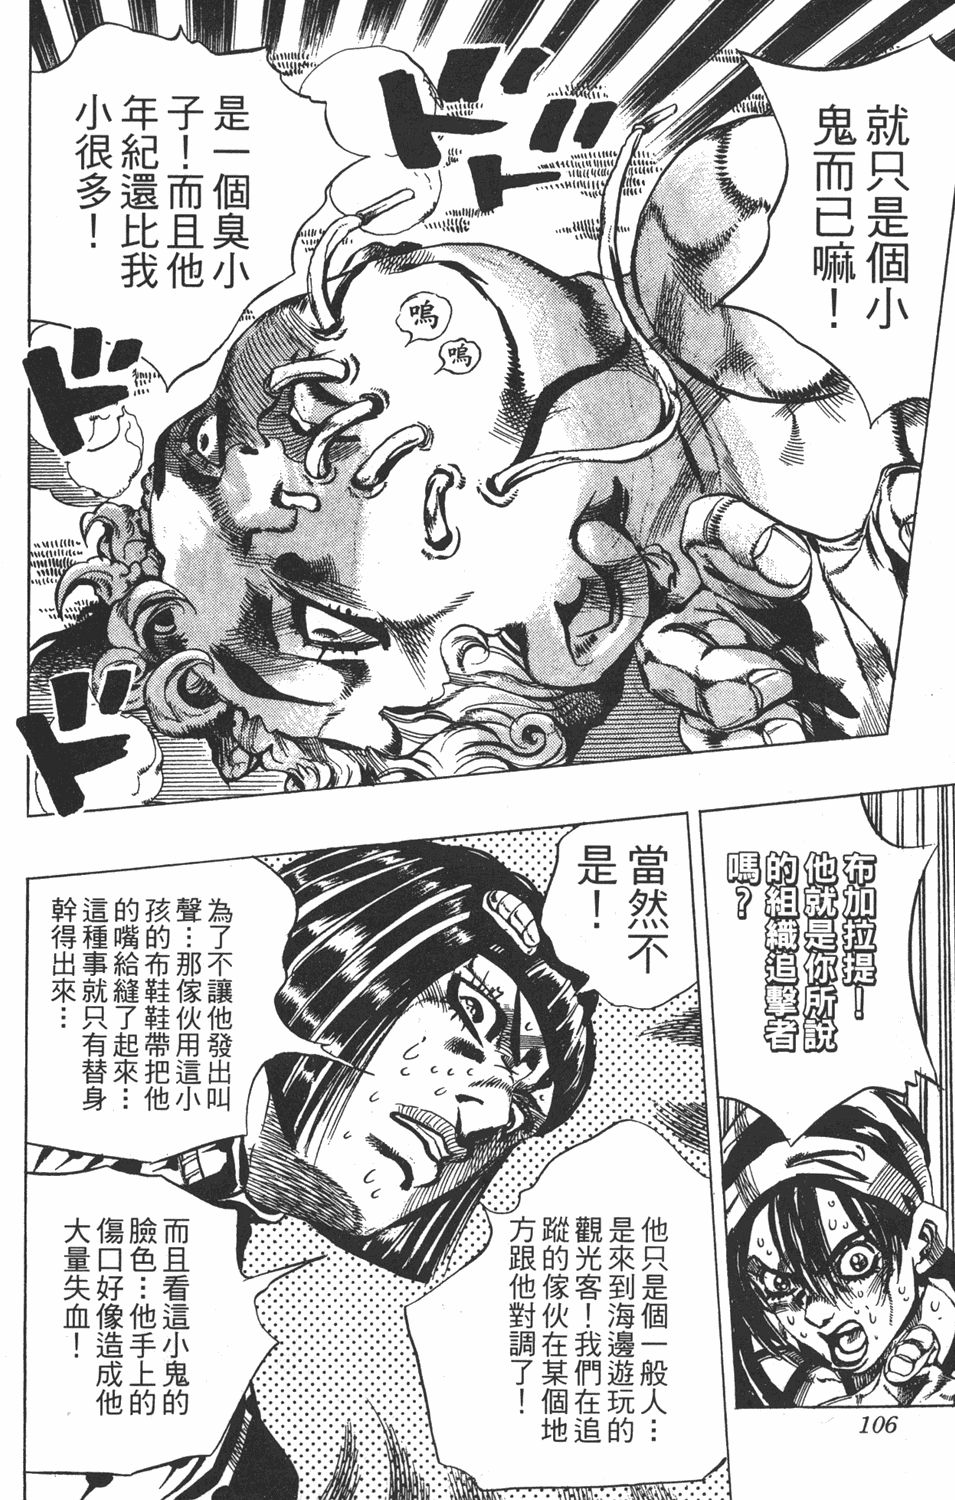 就只是個小
鬼而已嘛！
是一個臭小
子！而且他
年紀還比我
小很多！
ドド
ド
ド
嗚
嗚
布加拉提！
他就是你所說
的組織追擊者
嗎？
當然不
是！
他只是個一般人…
是來到海邊遊玩的
觀光客！我們在追
蹤的傢伙在某個地
方跟他對調了！
為了不讓他發出叫
聲…那傢伙用這小
孩的布鞋鞋帶把他
的嘴給縫了起來…
這種事就只有替身
幹得出來…
而且看這小鬼的
臉色…他手上的
傷口好像造成他
大量失血！
106